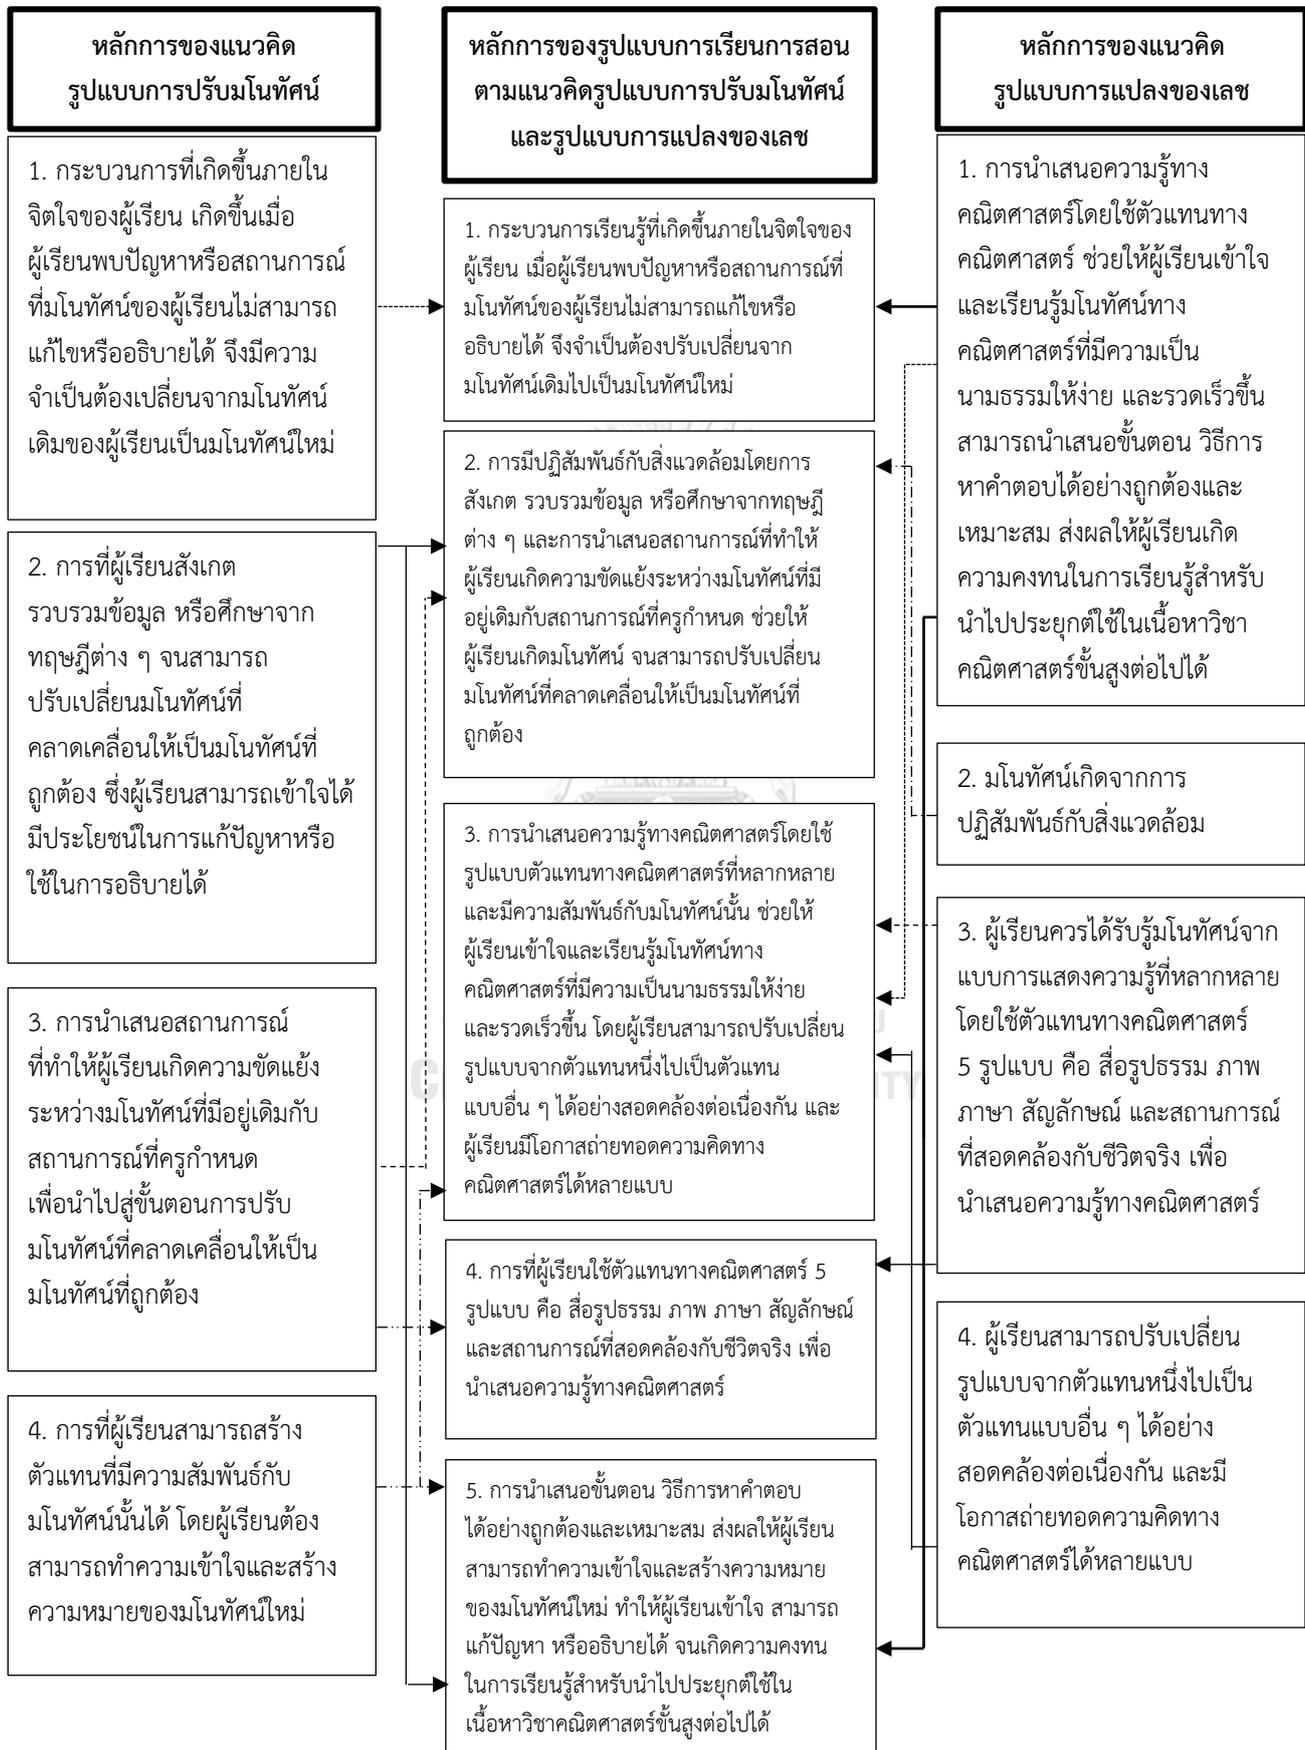 หลักการของแนวคิด
รูปแบบการปรับมโนทัศน์
1. กระบวนการที่เกิดขึ้นภายใน
จิตใจของผู้เรียน เกิดขึ้นเมื่อ
ผู้เรียนพบปัญหาหรือสถานการณ์
ที่มโนทัศน์ของผู้เรียนไม่สามารถ
แก้ไขหรืออธิบายได้ จึงมีความ
จำเป็นต้องเปลี่ยนจากมโนทัศน์
เดิมของผู้เรียนเป็นมโนทัศน์ใหม่
2. การที่ผู้เรียนสังเกต
รวบรวมข้อมูล หรือศึกษาจาก
ทฤษฎีต่าง ๆ จนสามารถ
ปรับเปลี่ยนมโนทัศน์ที่
คลาดเคลื่อนให้เป็นมโนทัศน์ที่
ถูกต้อง ซึ่งผู้เรียนสามารถเข้าใจได้
มีประโยชน์ในการแก้ปัญหาหรือ
ใช้ในการอธิบายได้
3. การนำเสนอสถานการณ์
ที่ทำให้ผู้เรียนเกิดความขัดแย้ง
ระหว่างมโนทัศน์ที่มีอยู่เดิมกับ
สถานการณ์ที่ครูกำหนด
เพื่อนำไปสู่ขั้นตอนการปรับ
มโนทัศน์ที่คลาดเคลื่อนให้เป็น
มโนทัศน์ที่ถูกต้อง
4. การที่ผู้เรียนสามารถสร้าง
ตัวแทนที่มีความสัมพันธ์กับ
มโนทัศน์นั้นได้ โดยผู้เรียนต้อง
สามารถทำความเข้าใจและสร้าง
ความหมายของมโนทัศน์ใหม่
หลักการของรูปแบบการเรียนการสอน
ตามแนวคิดรูปแบบการปรับมโนทัศน์
และรูปแบบการแปลงของเลช
1. กระบวนการเรียนรู้ที่เกิดขึ้นภายในจิตใจของ
ผู้เรียน เมื่อผู้เรียนพบปัญหาหรือสถานการณ์ที่
มโนทัศน์ของผู้เรียนไม่สามารถแก้ไขหรือ
อธิบายได้ จึงจำเป็นต้องปรับเปลี่ยนจาก
มโนทัศน์เดิมไปเป็นมโนทัศน์ใหม่
2. การมีปฏิสัมพันธ์กับสิ่งแวดล้อมโดยการ
สังเกต รวบรวมข้อมูล หรือศึกษาจากทฤษฎี
ต่าง ๆ และการนำเสนอสถานการณ์ที่ทำให้
ผู้เรียนเกิดความขัดแย้งระหว่างมโนทัศน์ที่มี
อยู่เดิมกับสถานการณ์ที่ครูกำหนด ช่วยให้
ผู้เรียนเกิดมโนทัศน์ จนสามารถปรับเปลี่ยน
มโนทัศน์ที่คลาดเคลื่อนให้เป็นมโนทัศน์ที่
ถูกต้อง
3. การนำเสนอความรู้ทางคณิตศาสตร์โดยใช้
รูปแบบตัวแทนทางคณิตศาสตร์ที่หลากหลาย
และมีความสัมพันธ์กับมโนทัศน์นั้น ช่วยให้
ผู้เรียนเข้าใจและเรียนรู้มโนทัศน์ทาง
คณิตศาสตร์ที่มีความเป็นนามธรรมให้ง่าย
และรวดเร็วขึ้น โดยผู้เรียนสามารถปรับเปลี่ยน
รูปแบบจากตัวแทนหนึ่งไปเป็นตัวแทน
แบบอื่น ๆ ได้อย่างสอดคล้องต่อเนื่องกัน และ
ผู้เรียนมีโอกาสถ่ายทอดความคิดทาง
คณิตศาสตร์ได้หลายแบบ
4. การที่ผู้เรียนใช้ตัวแทนทางคณิตศาสตร์ 5
รูปแบบ คือ สื่อรูปธรรม ภาพ ภาษา สัญลักษณ์
และสถานการณ์ที่สอดคล้องกับชีวิตจริง เพื่อ
นำเสนอความรู้ทางคณิตศาสตร์
5. การนำเสนอขั้นตอน วิธีการหาคำตอบ
ได้อย่างถูกต้องและเหมาะสม ส่งผลให้ผู้เรียน
สามารถทำความเข้าใจและสร้างความหมาย
ของมโนทัศน์ใหม่ ทำให้ผู้เรียนเข้าใจ สามารถ
แก้ปัญหา หรืออธิบายได้ จนเกิดความคงทน
ในการเรียนรู้สำหรับนำไปประยุกต์ใช้ใน
เนื้อหาวิชาคณิตศาสตร์ขั้นสูงต่อไปได้
หลักการของแนวคิด
รูปแบบการแปลงของเลช
1. การนำเสนอความรู้ทาง
คณิตศาสตร์โดยใช้ตัวแทนทาง
คณิตศาสตร์ ช่วยให้ผู้เรียนเข้าใจ
และเรียนรู้มโนทัศน์ทาง
คณิตศาสตร์ที่มีความเป็น
นามธรรมให้ง่าย และรวดเร็วขึ้น
สามารถนำเสนอขั้นตอน วิธีการ
หาคำตอบได้อย่างถูกต้องและ
เหมาะสม ส่งผลให้ผู้เรียนเกิด
ความคงทนในการเรียนรู้สำหรับ
นำไปประยุกต์ใช้ในเนื้อหาวิชา
คณิตศาสตร์ขั้นสูงต่อไปได้
2. มโนทัศน์เกิดจากการ
ปฏิสัมพันธ์กับสิ่งแวดล้อม
3. ผู้เรียนควรได้รับรู้มโนทัศน์จาก
แบบการแสดงความรู้ที่หลากหลาย
โดยใช้ตัวแทนทางคณิตศาสตร์
5 รูปแบบ คือ สื่อรูปธรรม ภาพ
ภาษา สัญลักษณ์ และสถานการณ์
ที่สอดคล้องกับชีวิตจริง เพื่อ
นำเสนอความรู้ทางคณิตศาสตร์
4. ผู้เรียนสามารถปรับเปลี่ยน
รูปแบบจากตัวแทนหนึ่งไปเป็น
ตัวแทนแบบอื่น ๆ ได้อย่าง
สอดคล้องต่อเนื่องกัน และมี
โอกาสถ่ายทอดความคิดทาง
คณิตศาสตร์ได้หลายแบบ